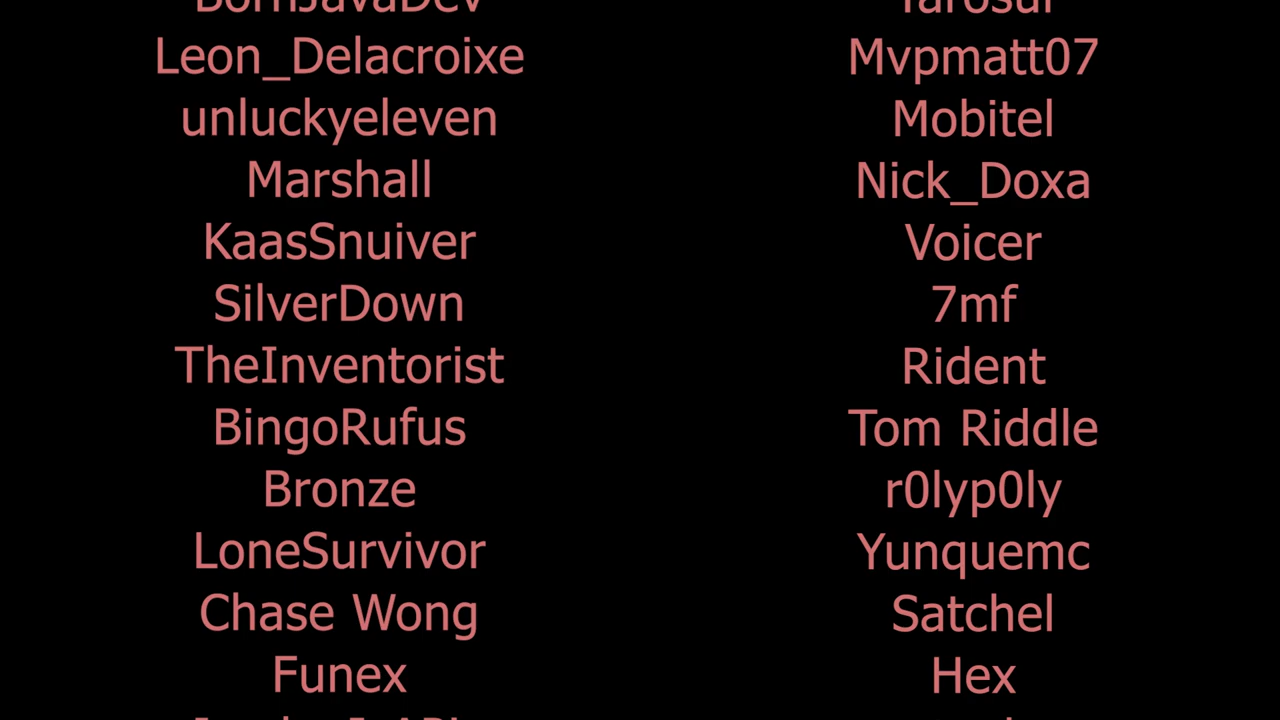 BornJavaDev
Leon_Delacroixe
unluckyeleven
Marshall
KaasSnuiver
SilverDown
TheInventorist
BingoRufus
Bronze
LoneSurvivor
Chase Wong
Funex
Mvpmatt07
Mobitel
Nick_Doxa
Voicer
7mf
Rident
Tom Riddle
r0lyp0ly
Yunquemc
Satchel
Hex